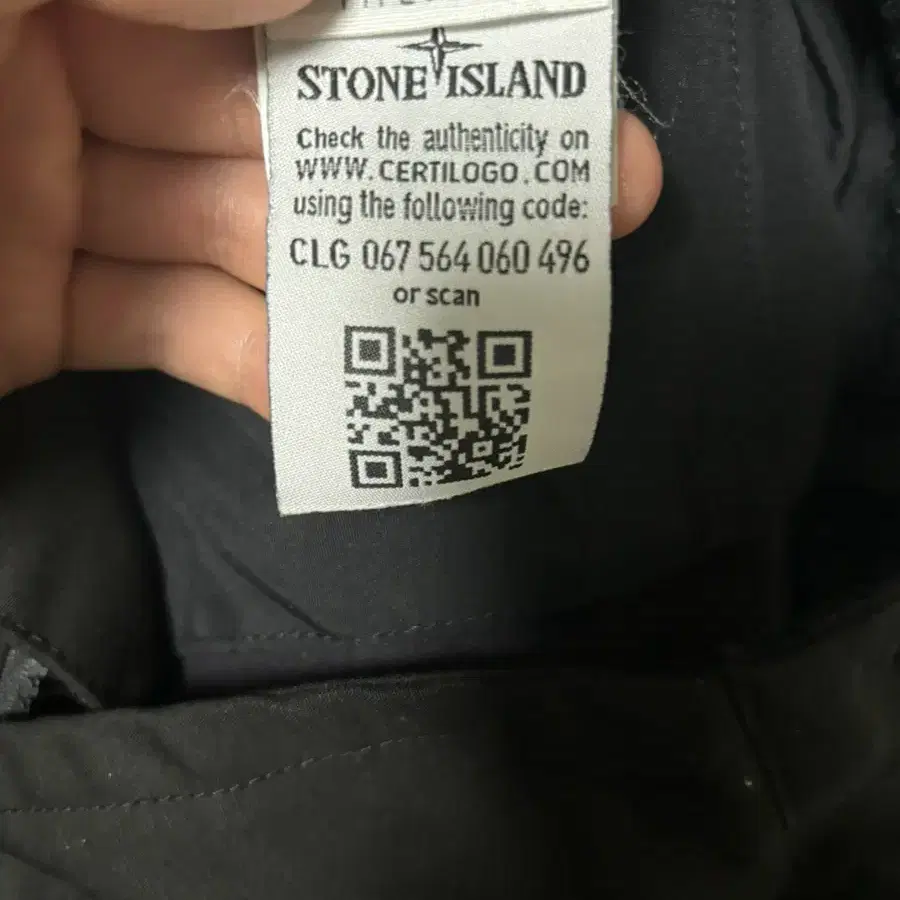 STONE ISLAND
Check the authenticity on
WWW.CERTILOGO.COM
using the following code:
CLG 067 564 060 496
or scan